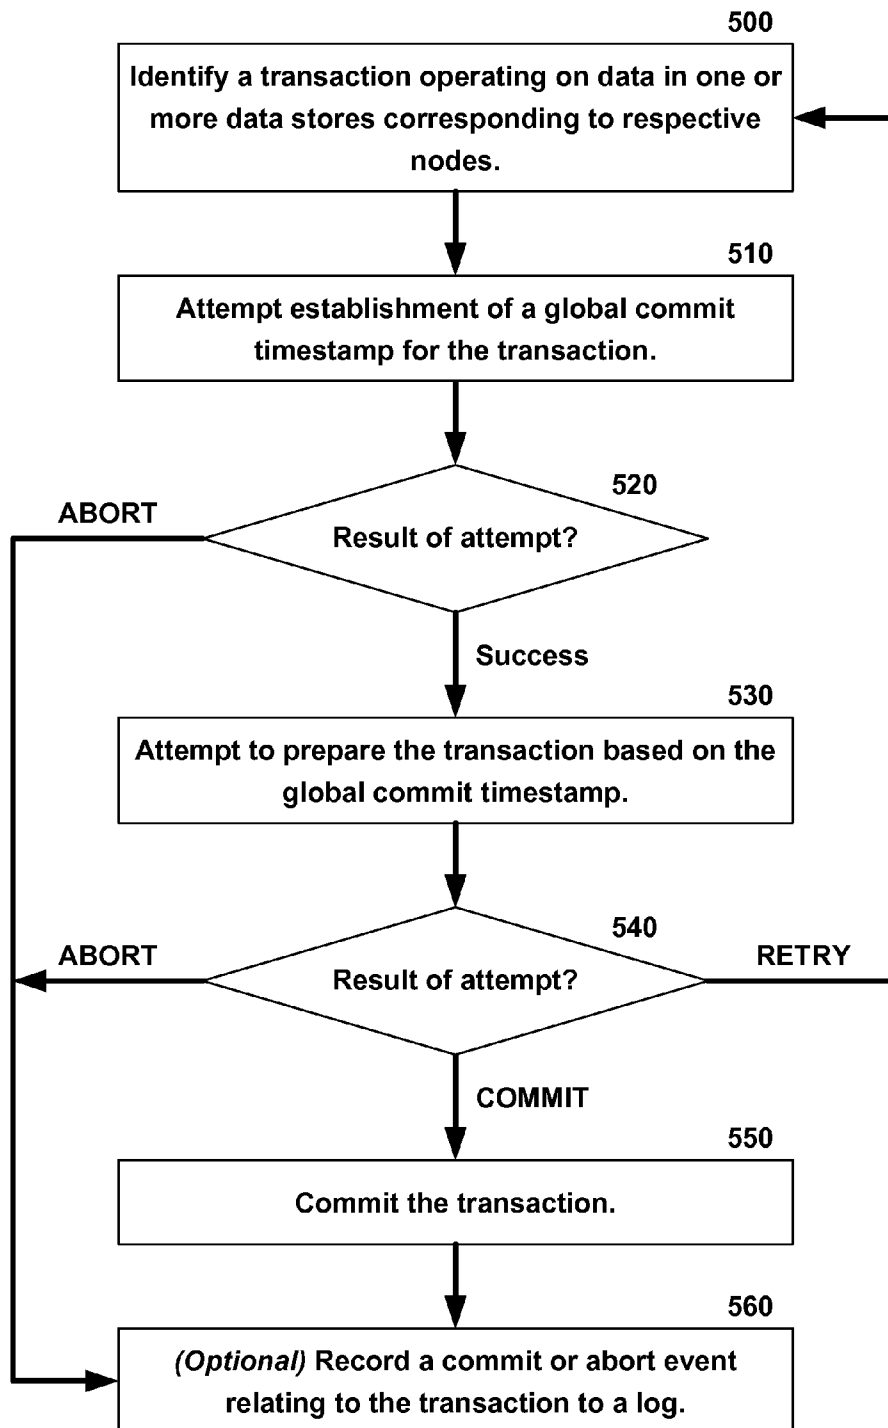 500
Identify a transaction operating on data in one or
more data stores corresponding to respective
nodes.
510
Attempt establishment of a global commit
timestamp for the transaction.
520
ABORT
Result of attempt?
Success
530
Attempt to prepare the transaction based on the
global commit timestamp.
540
ABORT
RETRY
Result of attempt?
COMMIT
550
Commit the transaction.
560
(Optional) Record a commit or abort event
relating to the transaction to a log.